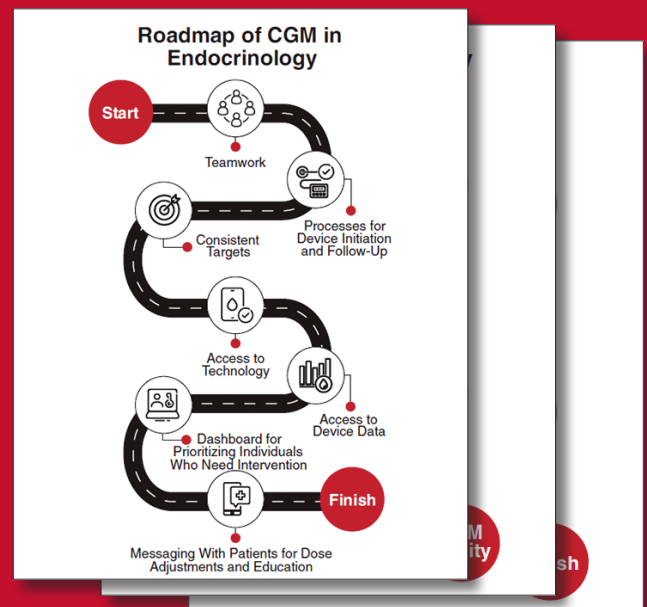 Roadmap of CGM in
Endocrinology
Start
Teamwork
Processes for
Device Initiation
and Follow-Up
Consistent
Targets
Access to
Technology
Access to
Device Data
Dashboard for
Prioritizing Individuals
Who Need Intervention
Finish
Messaging With Patients for Dose
Adjustments and Education
y
M
ity
sh